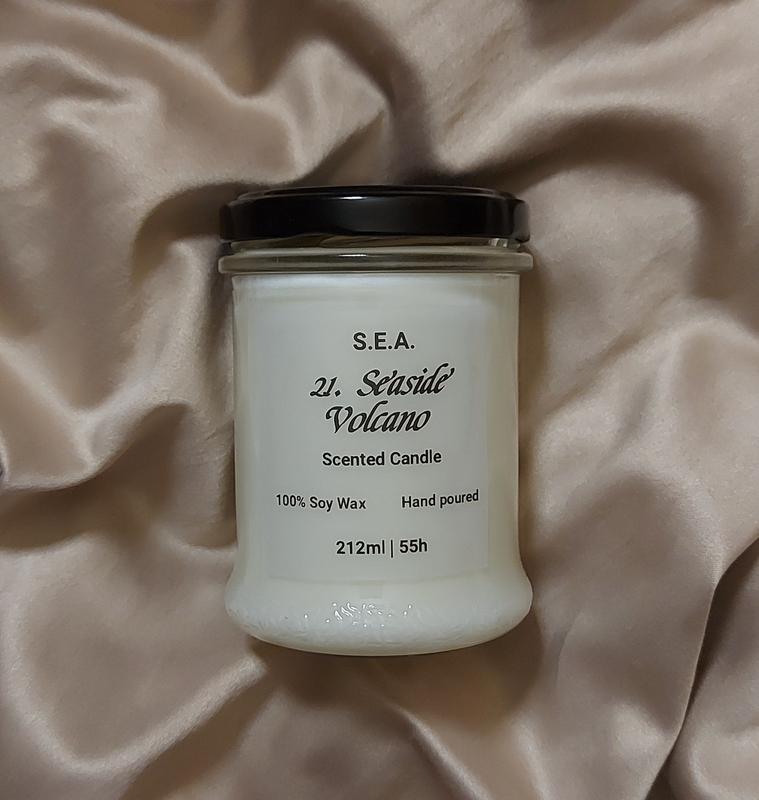 S.E.A.
21. Seaside
Volcano
Scented Candle
100% Soy Wax Hand poured
212ml | 55h